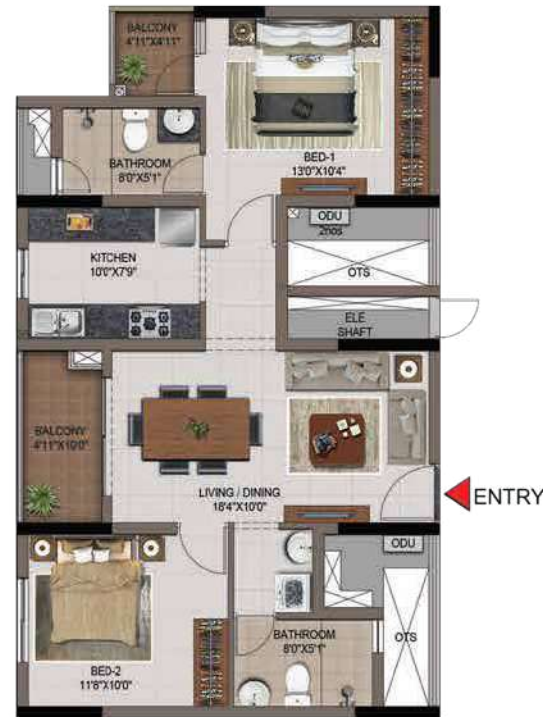 BALCONY
4'11"X4'11"
BED-1
13'0"X10'4"
BATHROOM
8'0"X5'1"
KITCHEN
10'0"X7'9"
ODU
2nos
OTS
ELE
SHAFT
BALCONY
4'11"X10'0"
LIVING / DINING
18'4"X10'0"
ENTRY
ODU
OTS
BATHROOM
8'0"X5'1"
BED-2
11'8"X10'0"